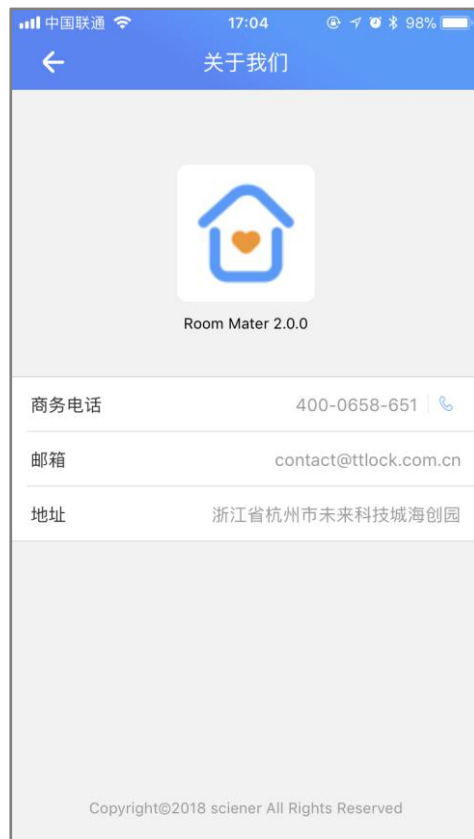 中国联通 17:04 98%
关于我们
Room Mater 2.0.0
商务电话 400-0658-651
邮箱 contact@ttlock.com.cn
地址 浙江省杭州市未来科技城海创园
Copyright©2018 sciener All Rights Reserved